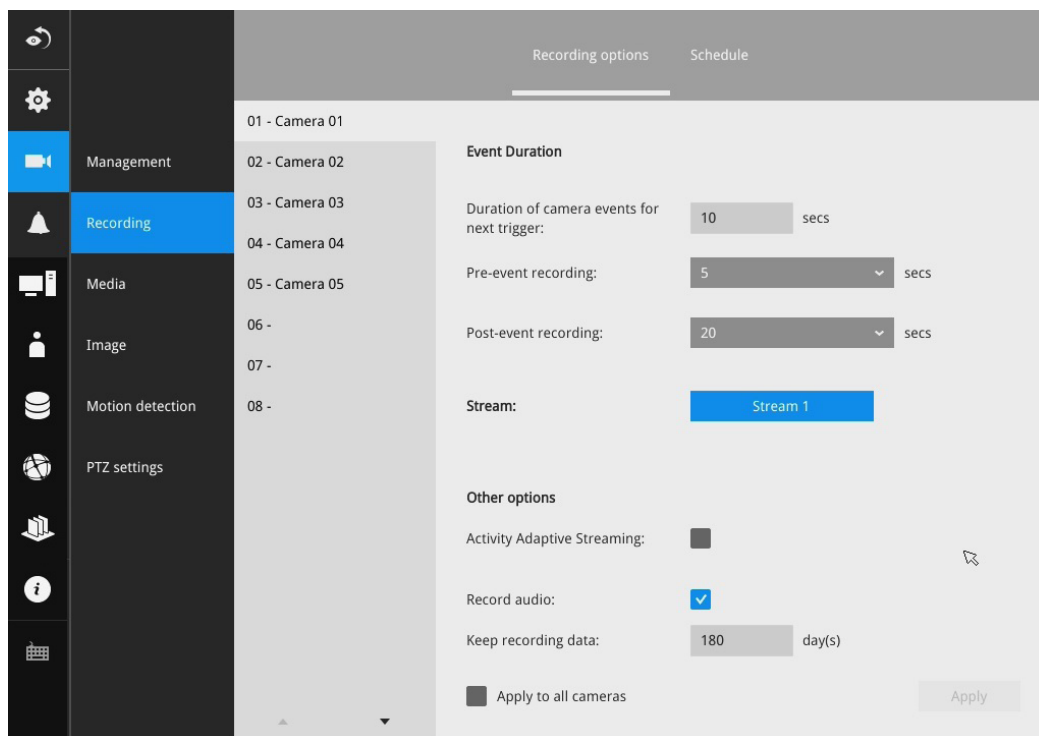 Recording options
Schedule
Management
Recording
Media
Image
Motion detection
PTZ settings
01 - Camera 01
02 - Camera 02
03 - Camera 03
04 - Camera 04
05 - Camera 05
06 -
07 -
08 -
Event Duration
Duration of camera events for
next trigger:
10 secs
Pre-event recording: 5 secs
Post-event recording: 20 secs
Stream: Stream 1
Other options
Activity Adaptive Streaming:
Record audio:
Keep recording data: 180 day(s)
Apply to all cameras
Apply